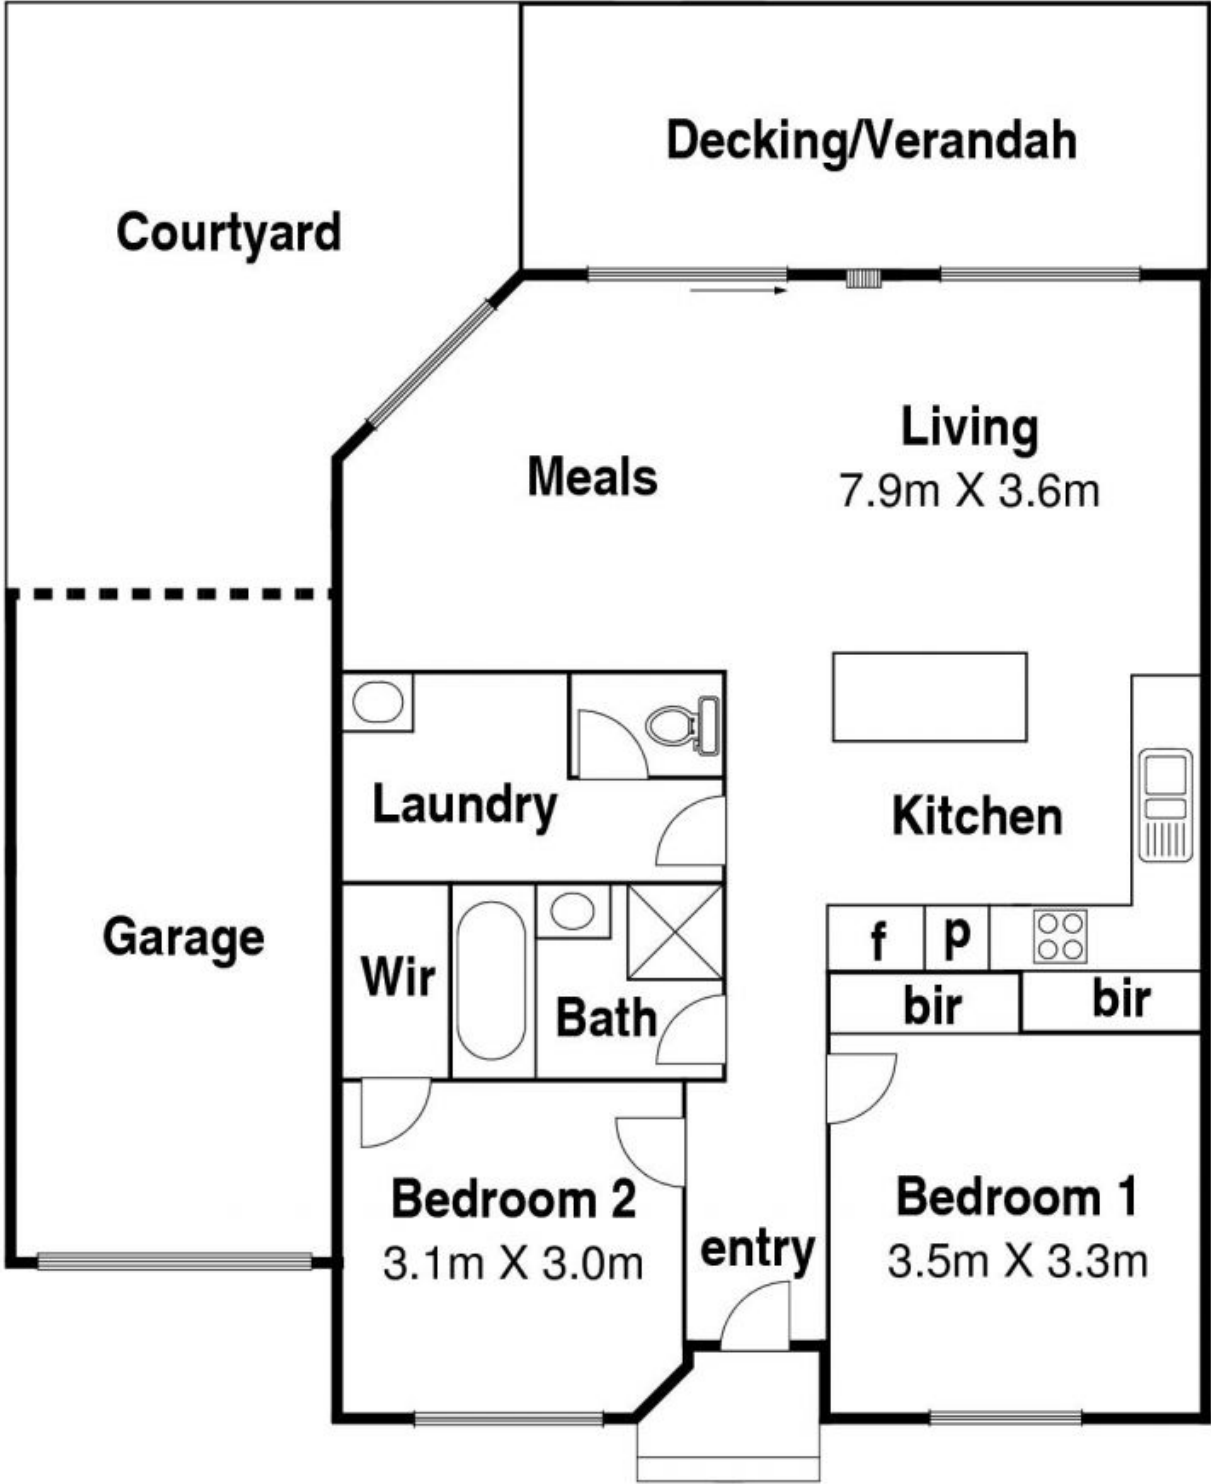 Decking/Verandah
Courtyard
Living
7.9m X 3.6m
Meals
Laundry
Kitchen
Garage
f
p
Wir
bir
bir
Bath
Bedroom 2
3.1m X 3.0m
entry
Bedroom 1
3.5m X 3.3m